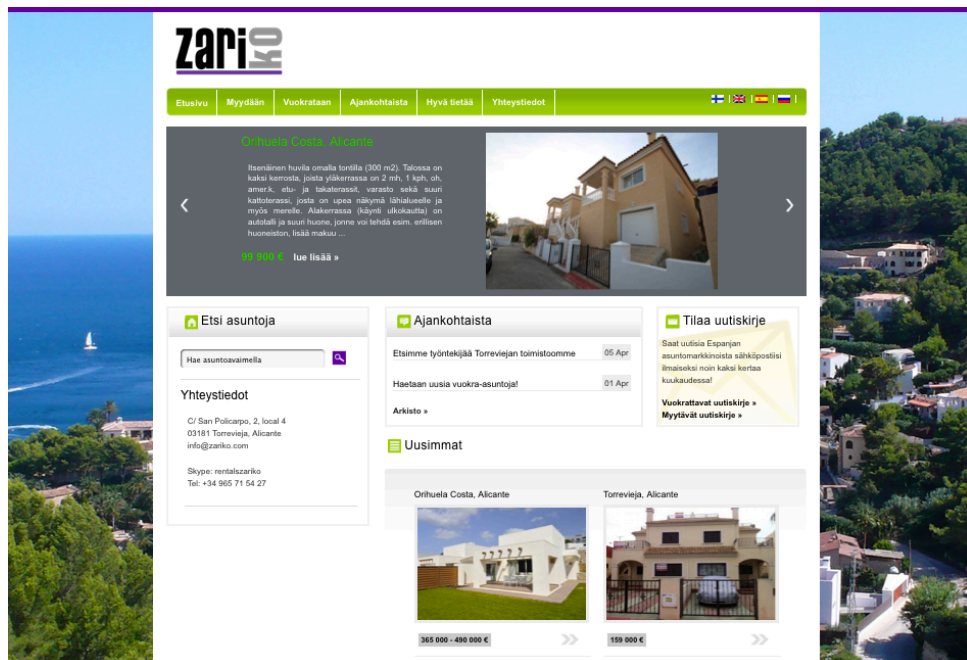 zariko
Etusivu
Myydään
Vuokrataan
Ajankohtaista
Hyvä tietää
Yhteystiedot
Orihuela Costa, Alicante
Itsenäinen huvila omalla tontilla (300 m2). Talossa on
kaksi kerrosta, joista yläkerrassa on 2 mh, 1 kph, oh,
amer.k, etu- ja takaterassit, varasto sekä suuri
kattoterassi, josta on upea näkymä lähialueelle ja
myös merelle. Alakerrassa (käynti ulkokautta) on
autotalli ja suuri huone, jonne voi tehdä esim. erillisen
huoneiston, lisää makuu ...
99 900 € lue lisää »
Etsi asuntoja
Hae asuntoavaimella
Yhteystiedot
C/ San Policarpo, 2, local 4
03181 Torrevieja, Alicante
info@zariko.com
Skype: rentalszariko
Tel: +34 965 71 54 27
Ajankohtaista
Etsimme työntekijää Torreviejan toimistoomme 05 Apr
Haetaan uusia vuokra-asuntoja! 01 Apr
Arkisto »
Tilaa uutiskirje
Saat uutisia Espanjan
asuntomarkkinoista sähköpostiisi
ilmaiseksi noin kaksi kertaa
kuukaudessa!
Vuokrattavat uutiskirje »
Myytävät uutiskirje »
Uusimmat
Orihuela Costa, Alicante
365 000 - 490 000 €
Torrevieja, Alicante
159 000 €